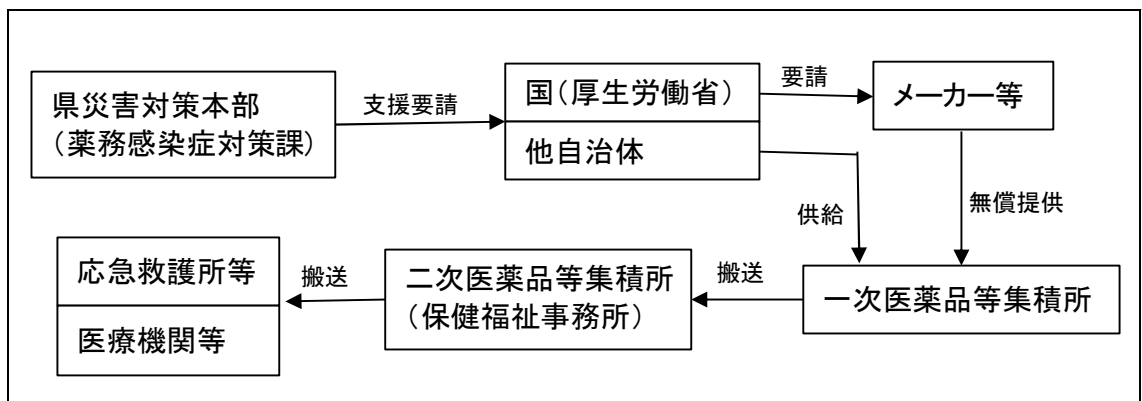 県災害対策本部
（薬務感染症対策課）
支援要請
国（厚生労働省）
他自治体
要請
メーカー等
供給
無償提供
一次医薬品等集積所
搬送
二次医薬品等集積所
（保健福祉事務所）
搬送
応急救護所等
医療機関等